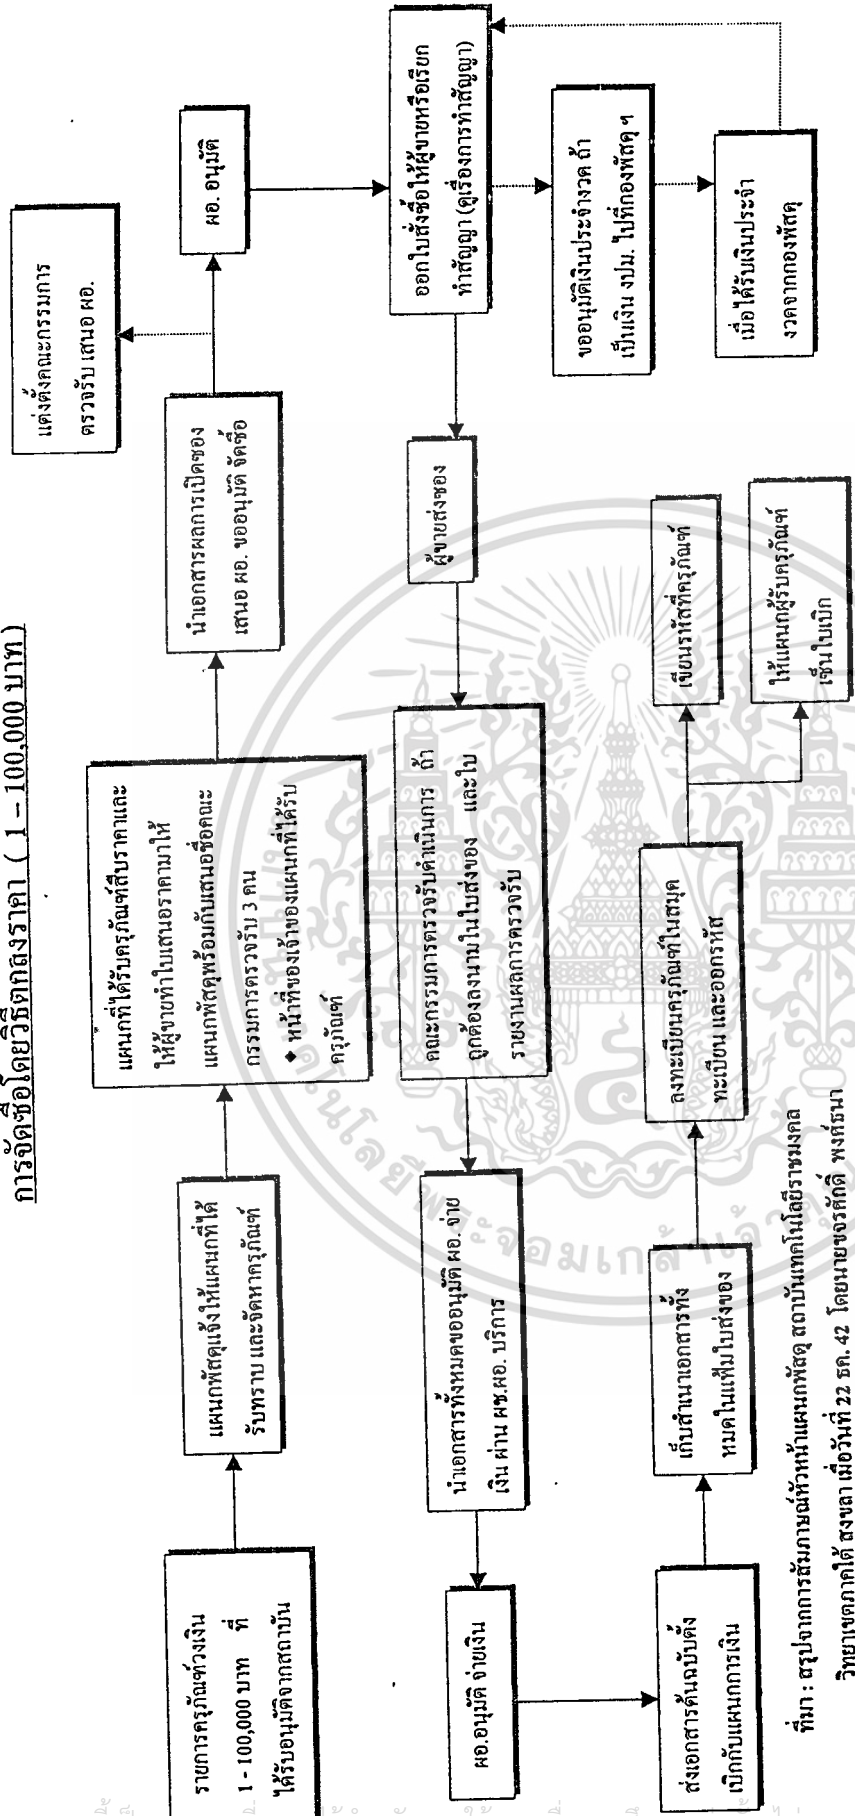 การจัดซื้อโดยวิธีตกลงราคา ( 1 – 100,000 บาท )
รายการครุภัณฑ์วงเงิน
1 - 100,000 บาท ที่
ได้รับอนุมัติจากสถาบัน
แผนกพัสดุแจ้งให้แผนกที่ได้
รับทราบ และจัดหาครุภัณฑ์
แผนกที่ได้รับครุภัณฑ์สืบราคาและ
ให้ผู้ขายทำใบเสนอราคามาให้
แผนกพัสดุพร้อมกับเสนอชื่อคณะ
กรรมการตรวจรับ 3 คน
♦ หน้าที่ของเจ้าของแผนกที่ได้รับ
ครุภัณฑ์
นำเอกสารผลการเปิดซอง
เสนอ ผอ. ขออนุมัติ จัดซื้อ
แต่งตั้งคณะกรรมการ
ตรวจรับ เสนอ ผอ.
ผอ. อนุมัติ
ออกใบสั่งซื้อให้ผู้ขายหรือเรียก
ทำสัญญา (ดูเรื่องการทำสัญญา)
ขออนุมัติเงินประจำงวด ถ้า
เป็นเงิน งปม. ไปที่กองพัสดุ ฯ
เมื่อได้รับเงินประจำ
งวดจากกองพัสดุ
ผู้ขายส่งของ
คณะกรรมการตรวจรับดำเนินการ ถ้า
ถูกต้องลงนามในใบส่งของ และใบ
รายงานผลการตรวจรับ
นำเอกสารทั้งหมดขออนุมัติ ผอ. จ่าย
เงิน ผ่าน ผช.ผอ. บริการ
ผอ.อนุมัติ จ่ายเงิน
ส่งเอกสารต้นฉบับตั้ง
เบิกกับแผนกการเงิน
เก็บสำเนาเอกสารทั้ง
หมดในแฟ้มใบส่งของ
ลงทะเบียนครุภัณฑ์ในสมุด
ทะเบียน และออกรหัส
เขียนรหัสที่ครุภัณฑ์
ให้แผนกผู้รับครุภัณฑ์
เซ็นใบเบิก
ที่มา : สรุปจากการสัมภาษณ์หัวหน้าแผนกพัสดุ สถาบันเทคโนโลยีราชมงคล
วิทยาเขตภาคใต้ สงขลา เมื่อวันที่ 22 ธค. 42 โดยนายขจรศักดิ์ พงศ์ธนา